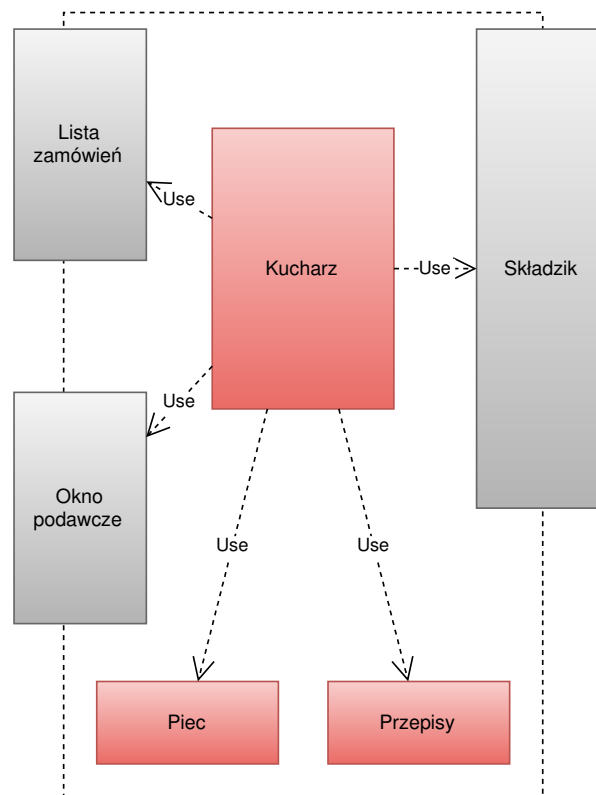 Lista
zamówień
Use
Kucharz
Use
Składzik
Use
Okno
podawcze
Use
Use
Piec
Przepisy